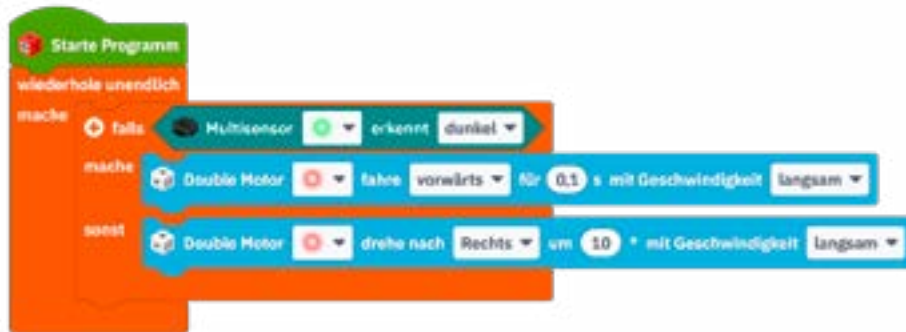 Starte Programm
wiederhole unendlich
mache
falls Multisensor erkennt dunkel
mache Double Motor fahre vorwärts für 0,1 s mit Geschwindigkeit langsam
sonst Double Motor drehe nach Rechts um 10 ° mit Geschwindigkeit langsam